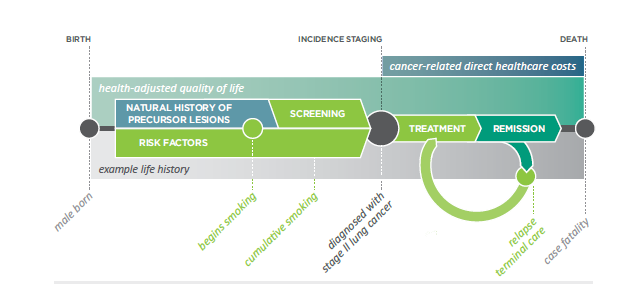 BIRTH
INCIDENCE STAGING
DEATH
cancer-related direct healthcare costs
health-adjusted quality of life
NATURAL HISTORY OF
PRECURSOR LESIONS
SCREENING
TREATMENT
REMISSION
RISK FACTORS
example life history
male born
begins smoking
cumulative smoking
diagnosed with
stage II lung cancer
relapse
terminal care
case fatality